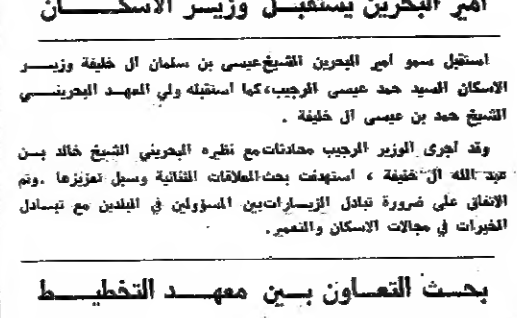 امير البحرين يستقبل وزير الاسكان
استقبل سمو امير البحرين الشيخ عيسى بن سلمان آل خليفة وزير
الاسكان السيد حمد عيسى الرجيب، كما استقبله ولي العهد البحريني
الشيخ حمد بن عيسى آل خليفة .
وقد اجرى الوزير الرجيب محادثات مع نظيره البحريني الشيخ خالد بن
عبد الله آل خليفة ، استهدفت بحث العلاقات الثنائية وسبل تعزيزها . وتم
الاتفاق على ضرورة تبادل الزيارات بين المسؤولين في البلدين مع تبادل
الخبرات في مجالات الاسكان والتعمير .
بحث التعاون بين معهد التخطيط